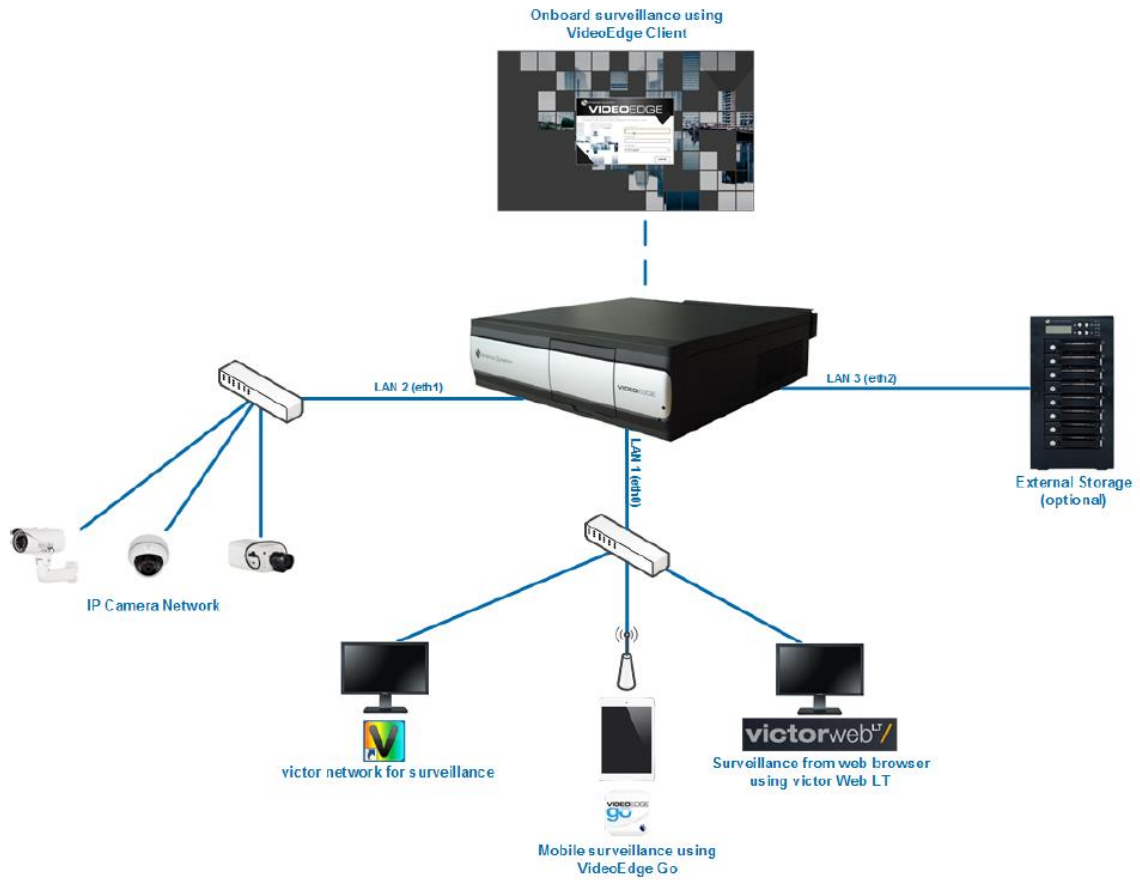 Onboard surveillance using
VideoEdge Client
VIDEOEDGE
LAN 2 (eth1)
LAN 3 (eth2)
VIDEOEDGE
LAN 1 (eth0)
External Storage
(optional)
IP Camera Network
victor network for surveillance
victorweb LT/
Surveillance from web browser
using victor Web LT
VIDEOEDGE
go
Mobile surveillance using
VideoEdge Go